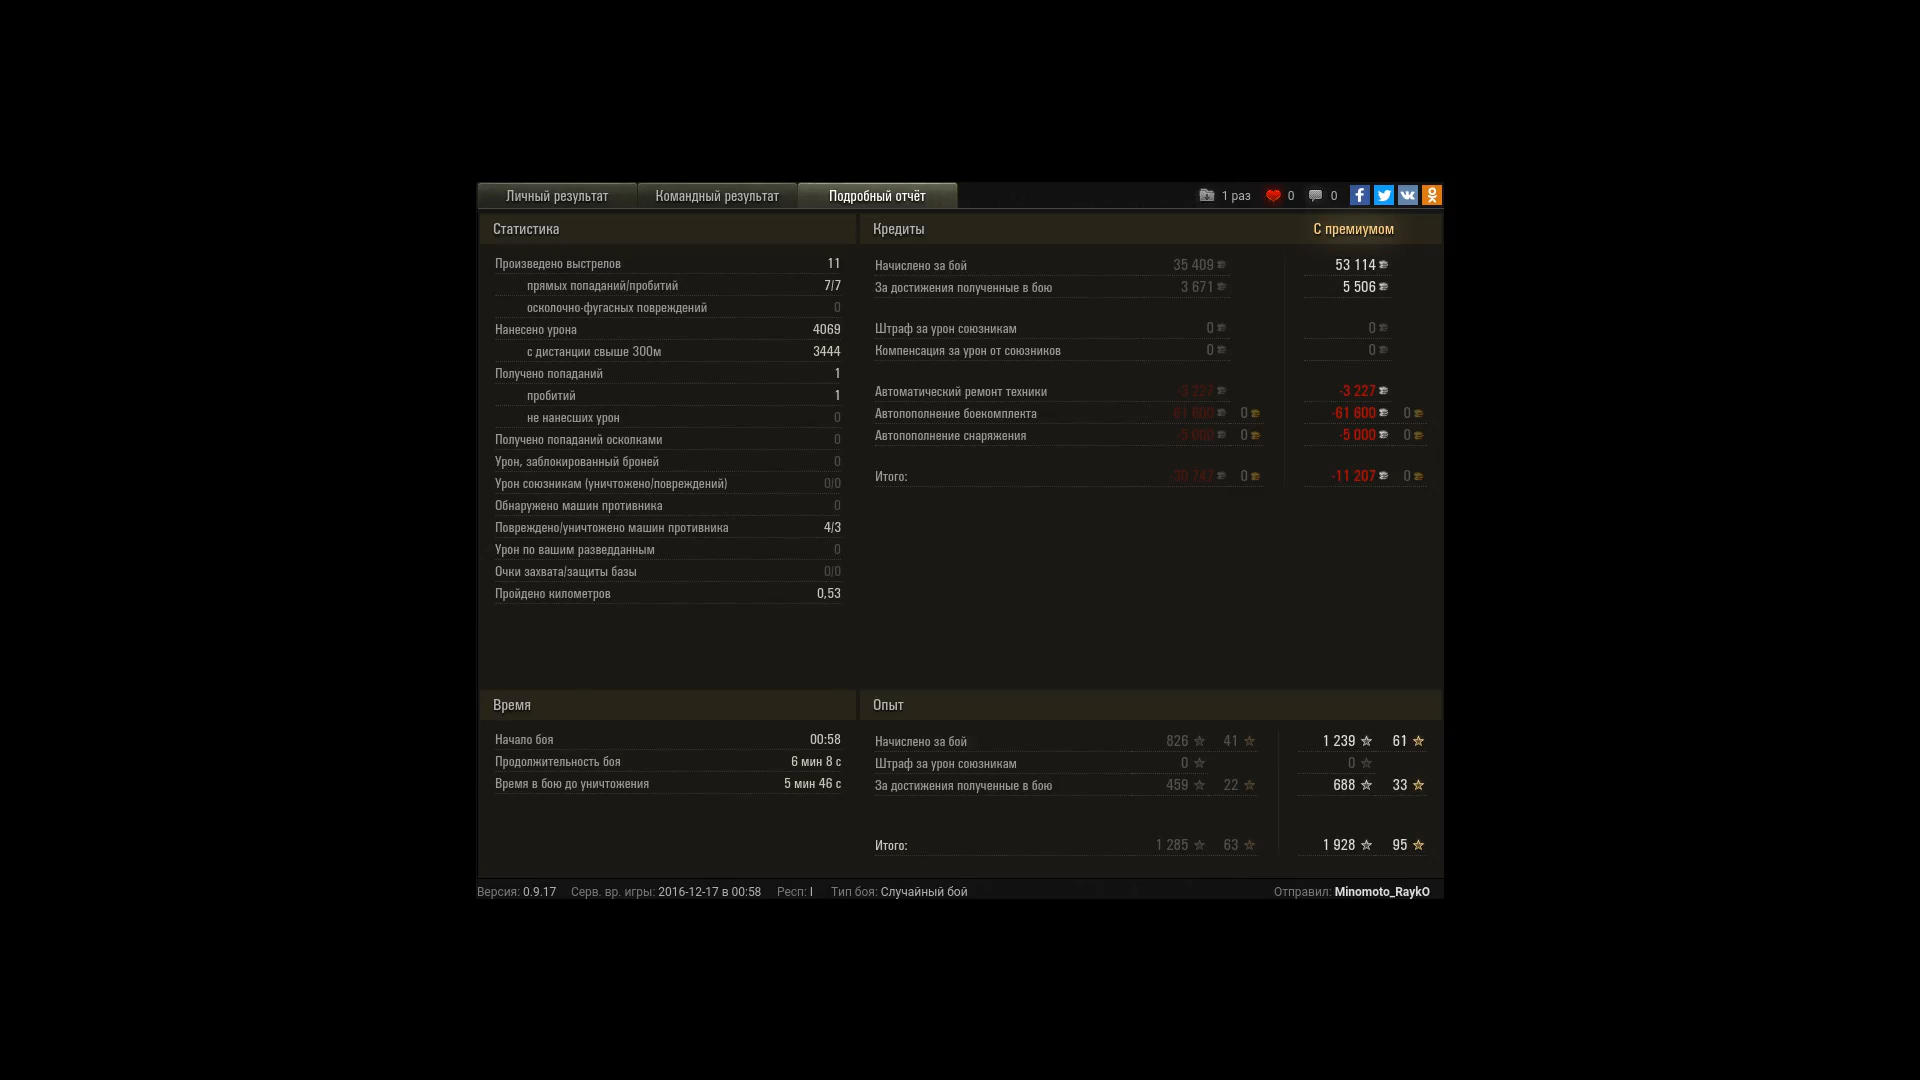 Личный результат Командный результат Подробный отчёт 1 раз 0 0
Статистика
Произведено выстрелов 11
прямых попаданий/пробитий 7/7
осколочно-фугасных повреждений 0
Нанесено урона 4069
с дистанции свыше 300м 3444
Получено попаданий 1
пробитий 1
не нанесших урон 0
Получено попаданий осколками 0
Урон, заблокированный броней 0
Урон союзникам (уничтожено/повреждений) 0/0
Обнаружено машин противника 0
Повреждено/уничтожено машин противника 4/3
Урон по вашим разведданным 0
Очки захвата/защиты базы 0/0
Пройдено километров 0,53
Кредиты С премиумом
Начислено за бой 35 409 53 114
За достижения полученные в бою 3 671 5 506
Штраф за урон союзникам 0 0
Компенсация за урон от союзников 0 0
Автоматический ремонт техники -3 227 -3 227
Автопополнение боекомплекта -61 600 0 -61 600 0
Автопополнение снаряжения -5 000 0 -5 000 0
Итого: -30 747 0 -11 207 0
Время
Начало боя 00:58
Продолжительность боя 6 мин 8 с
Время в бою до уничтожения 5 мин 46 с
Опыт
Начислено за бой 826 41 1 239 61
Штраф за урон союзникам 0 0
За достижения полученные в бою 459 22 688 33
Итого: 1 285 63 1 928 95
Версия: 0.9.17 Серв. вр. игры: 2016-12-17 в 00:58 Респ: I Тип боя: Случайный бой Отправил: Minomoto_RaykO